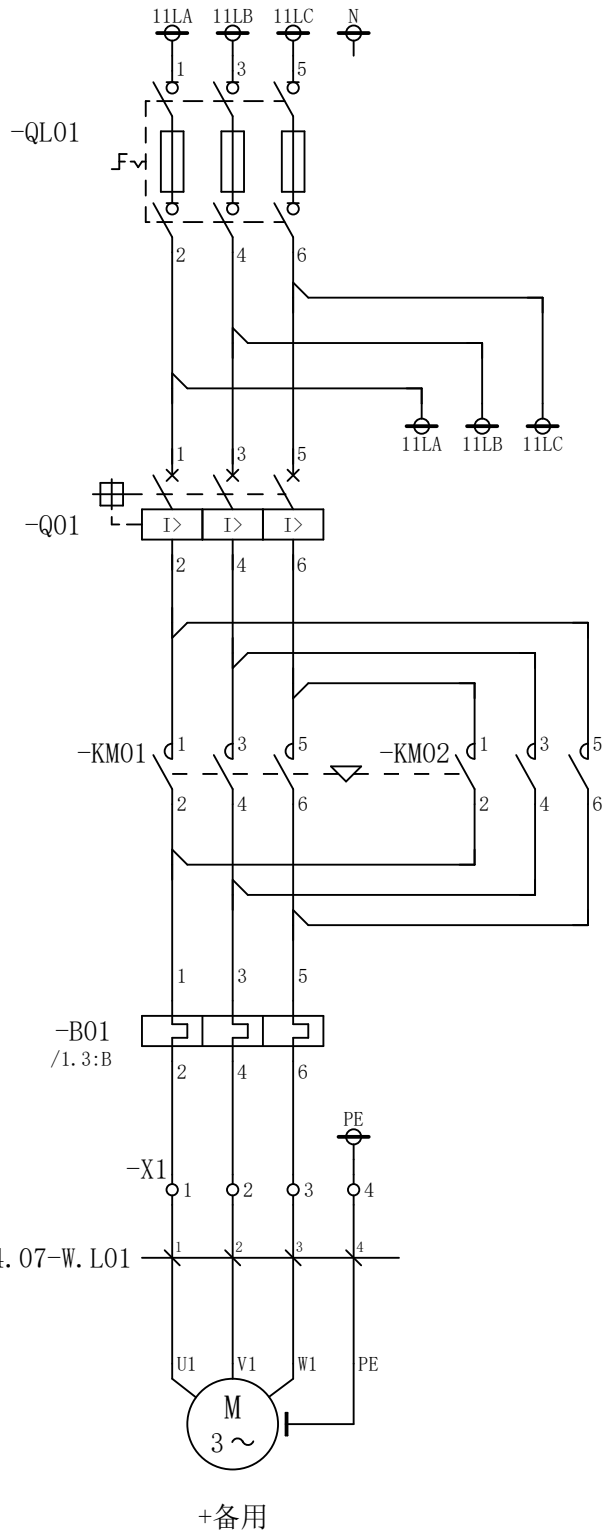 11LA 11LB 11LC N
1 3 5
-QL01
2 4 6
11LA 11LB 11LC
1 3 5
-Q01 I> I> I>
2 4 6
-KM01 1 3 5 -KM02 1 3 5
2 4 6 2 4 6
1 3 5
-B01
/1.3:B
2 4 6
PE
-X1 1 2 3 4
4.07-W.L01 1 2 3 4
U1 V1 W1 PE
M
3~
+备用